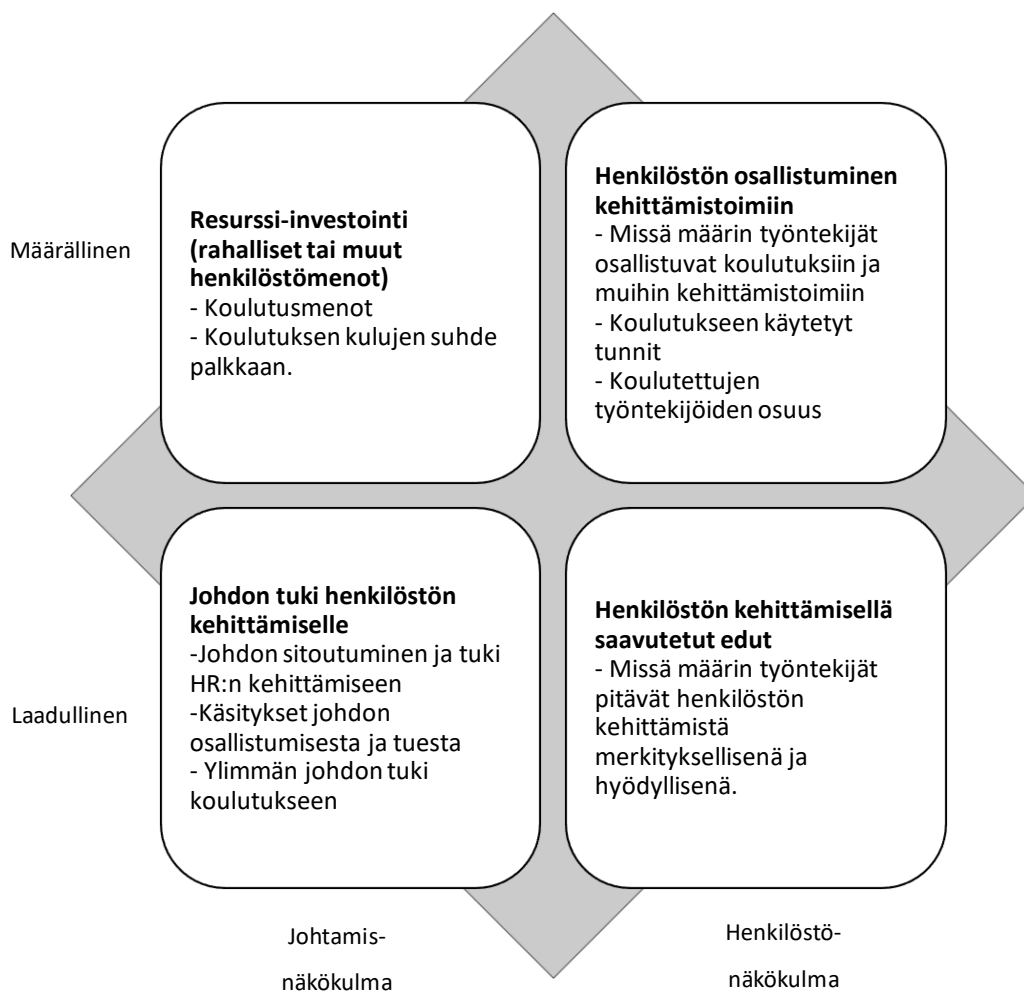 Määrällinen
Resurssi-investointi
(rahalliset tai muut
henkilöstömenot)
- Koulutusmenot
- Koulutuksen kulujen suhde
palkkaan.
Henkilöstön osallistuminen
kehittämistoimiin
- Missä määrin työntekijät
osallistuvat koulutuksiin ja
muihin kehittämistoimiin
- Koulutukseen käytetyt
tunnit
- Koulutettujen
työntekijöiden osuus
Laadullinen
Johdon tuki henkilöstön
kehittämiselle
-Johdon sitoutuminen ja tuki
HR:n kehittämiseen
-Käsitykset johdon
osallistumisesta ja tuesta
- Ylimmän johdon tuki
koulutukseen
Henkilöstön kehittämisellä
saavutetut edut
- Missä määrin työntekijät
pitävät henkilöstön
kehittämistä
merkityksellisenä ja
hyödyllisenä.
Johtamis-
näkökulma
Henkilöstö-
näkökulma